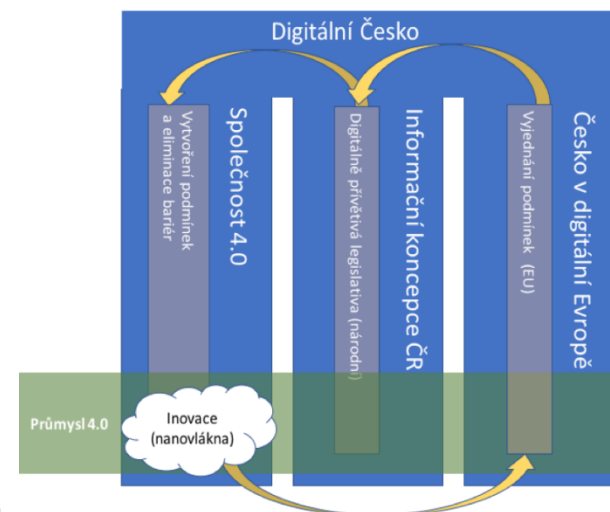 Digitální Česko
Společnost 4.0
Vytvoření podmínek
a eliminace bariér
Informační koncepce ČR
Digitálně přívětivá legislativa (národní)
Česko v digitální Evropě
Vyjednání podmínek (EU)
Průmysl 4.0
Inovace
(nanovlákna)